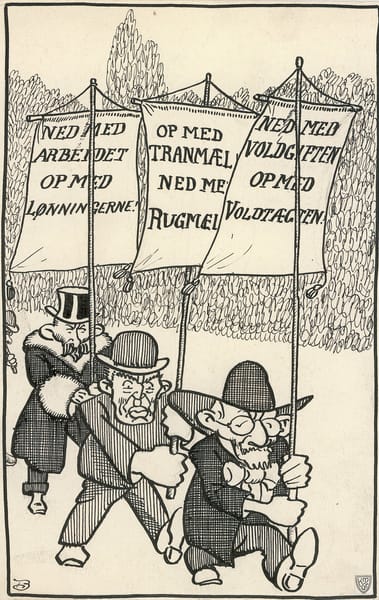 NED MED
ARBEIDET
OP MED
LØNNINGERNE!
OP MED
TRANMÆL
NED ME
RUGMÆL
NED MED
VOLDGIFTEN
OP MED
VOLDTÆGTEN.